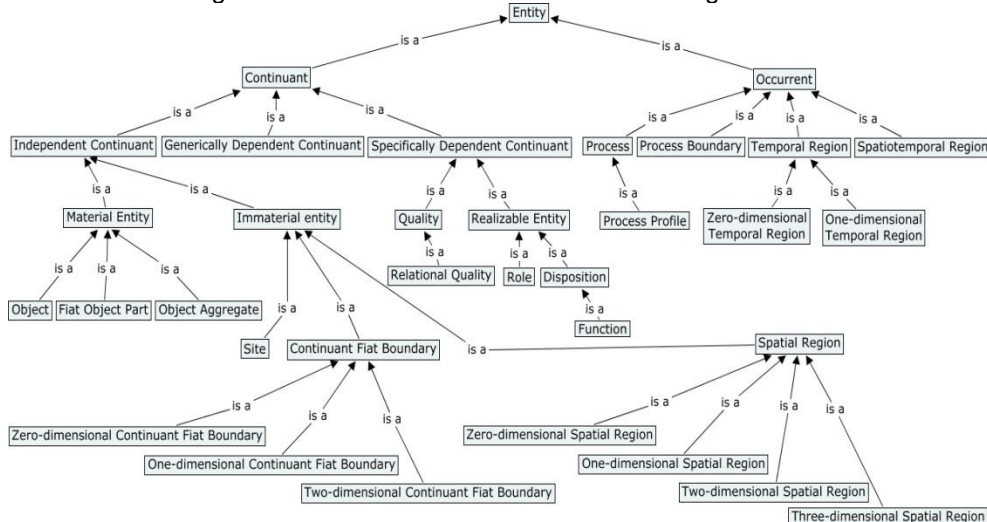 Entity
is a
is a
Continuant
Occurrent
is a
is a
is a
is a
is a
is a
is a
Independent Continuant
Generically Dependent Continuant
Specifically Dependent Continuant
Process
Process Boundary
Temporal Region
Spatiotemporal Region
is a
is a
is a
is a
is a
is a
is a
Material Entity
Immaterial entity
Quality
Realizable Entity
Process Profile
Zero-dimensional
Temporal Region
One-dimensional
Temporal Region
is a
is a
is a
is a
is a
is a
Relational Quality
Role
Disposition
Object
Fiat Object Part
Object Aggregate
is a
is a
is a
Function
Site
Continuant Fiat Boundary
is a
Spatial Region
is a
is a
is a
is a
is a
is a
is a
Zero-dimensional Continuant Fiat Boundary
Zero-dimensional Spatial Region
One-dimensional Continuant Fiat Boundary
One-dimensional Spatial Region
Two-dimensional Continuant Fiat Boundary
Two-dimensional Spatial Region
Three-dimensional Spatial Region